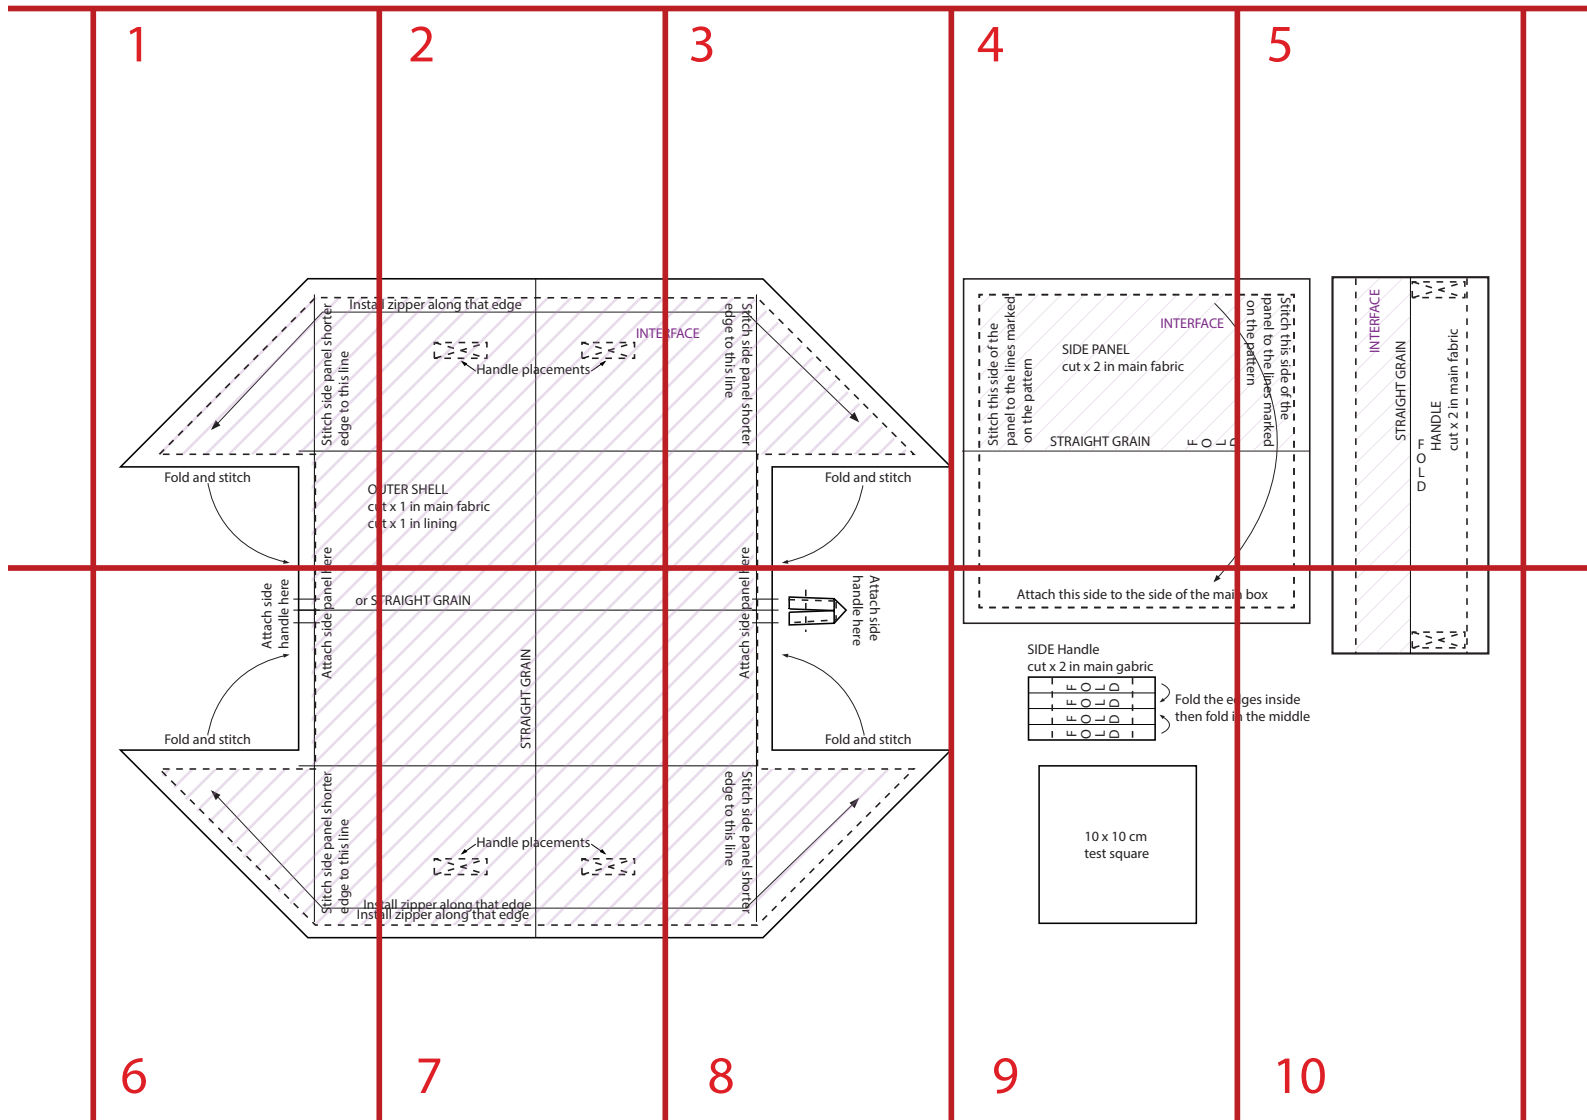 1
2
3
4
5
Install zipper along that edge
Stitch side panel shorter
edge to this line
Stitch side panel shorter
edge to this line
INTERFACE
Handle placements
Fold and stitch
Fold and stitch
OUTER SHELL
cut x 1 in main fabric
cut x 1 in lining
Attach side panel here
Attach side panel here
Attach side
handle here
Attach side
handle here
or STRAIGHT GRAIN
STRAIGHT GRAIN
Fold and stitch
Fold and stitch
Stitch side panel shorter
edge to this line
Stitch side panel shorter
edge to this line
Handle placements
Install zipper along that edge
Install zipper along that edge
Stitch this side of the
panel to the lines marked
on the pattern
INTERFACE
SIDE PANEL
cut x 2 in main fabric
Stitch this side of the
panel to the lines marked
on the pattern
STRAIGHT GRAIN
FOLD
Attach this side to the side of the main box
INTERFACE
STRAIGHT GRAIN
FOLD
HANDLE
cut x 2 in main fabric
SIDE Handle
cut x 2 in main gabric
FOLD
FOLD
FOLD
FOLD
Fold the edges inside
then fold in the middle
10 x 10 cm
test square
6
7
8
9
10